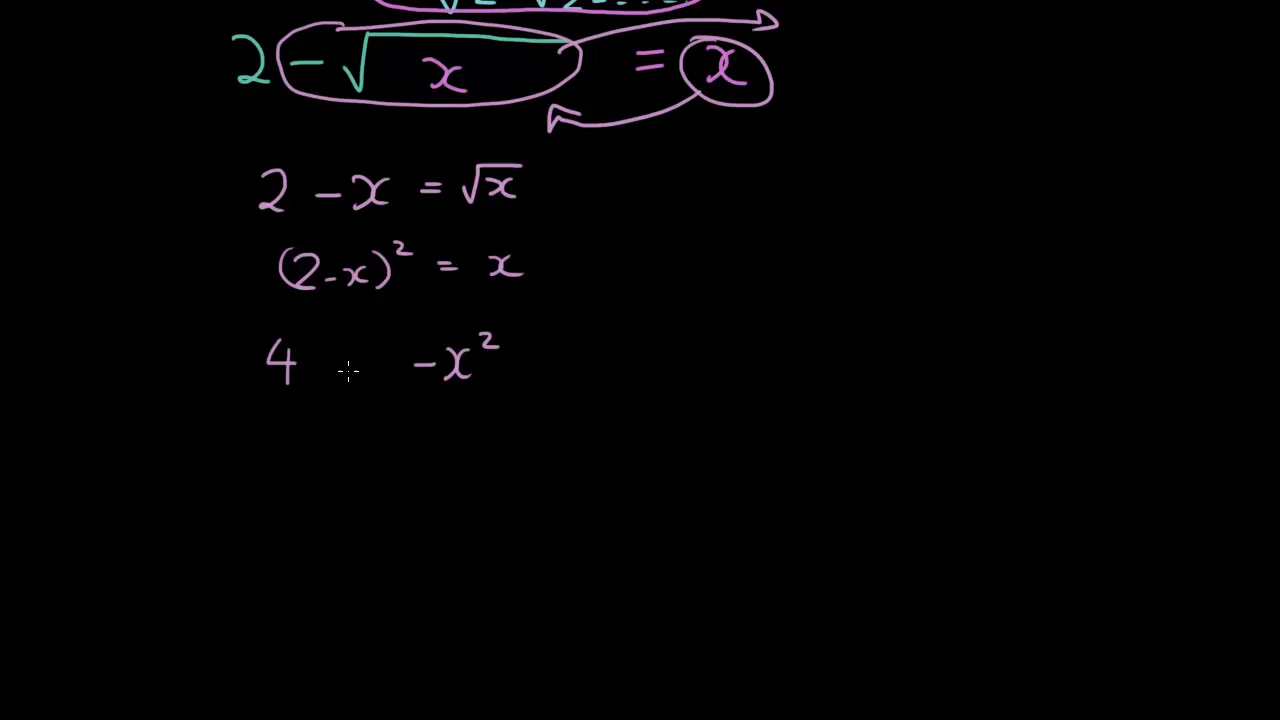 2 - √x = x
2 - x = √x
(2-x)² = x
4 - x²